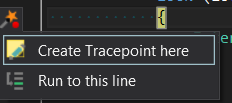 {
Create Tracepoint here
Run to this line